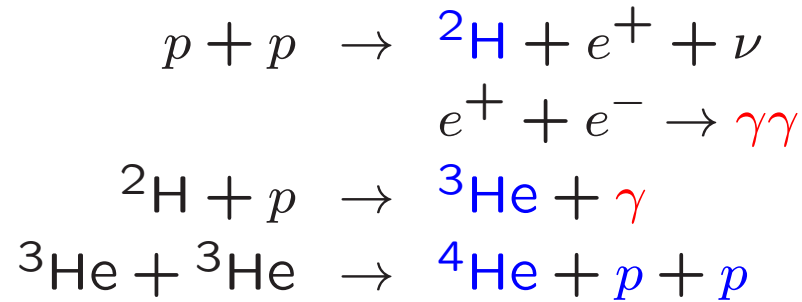 p + p → ²H + e⁺ + ν
e⁺ + e⁻ → γγ
²H + p → ³He + γ
³He + ³He → ⁴He + p + p